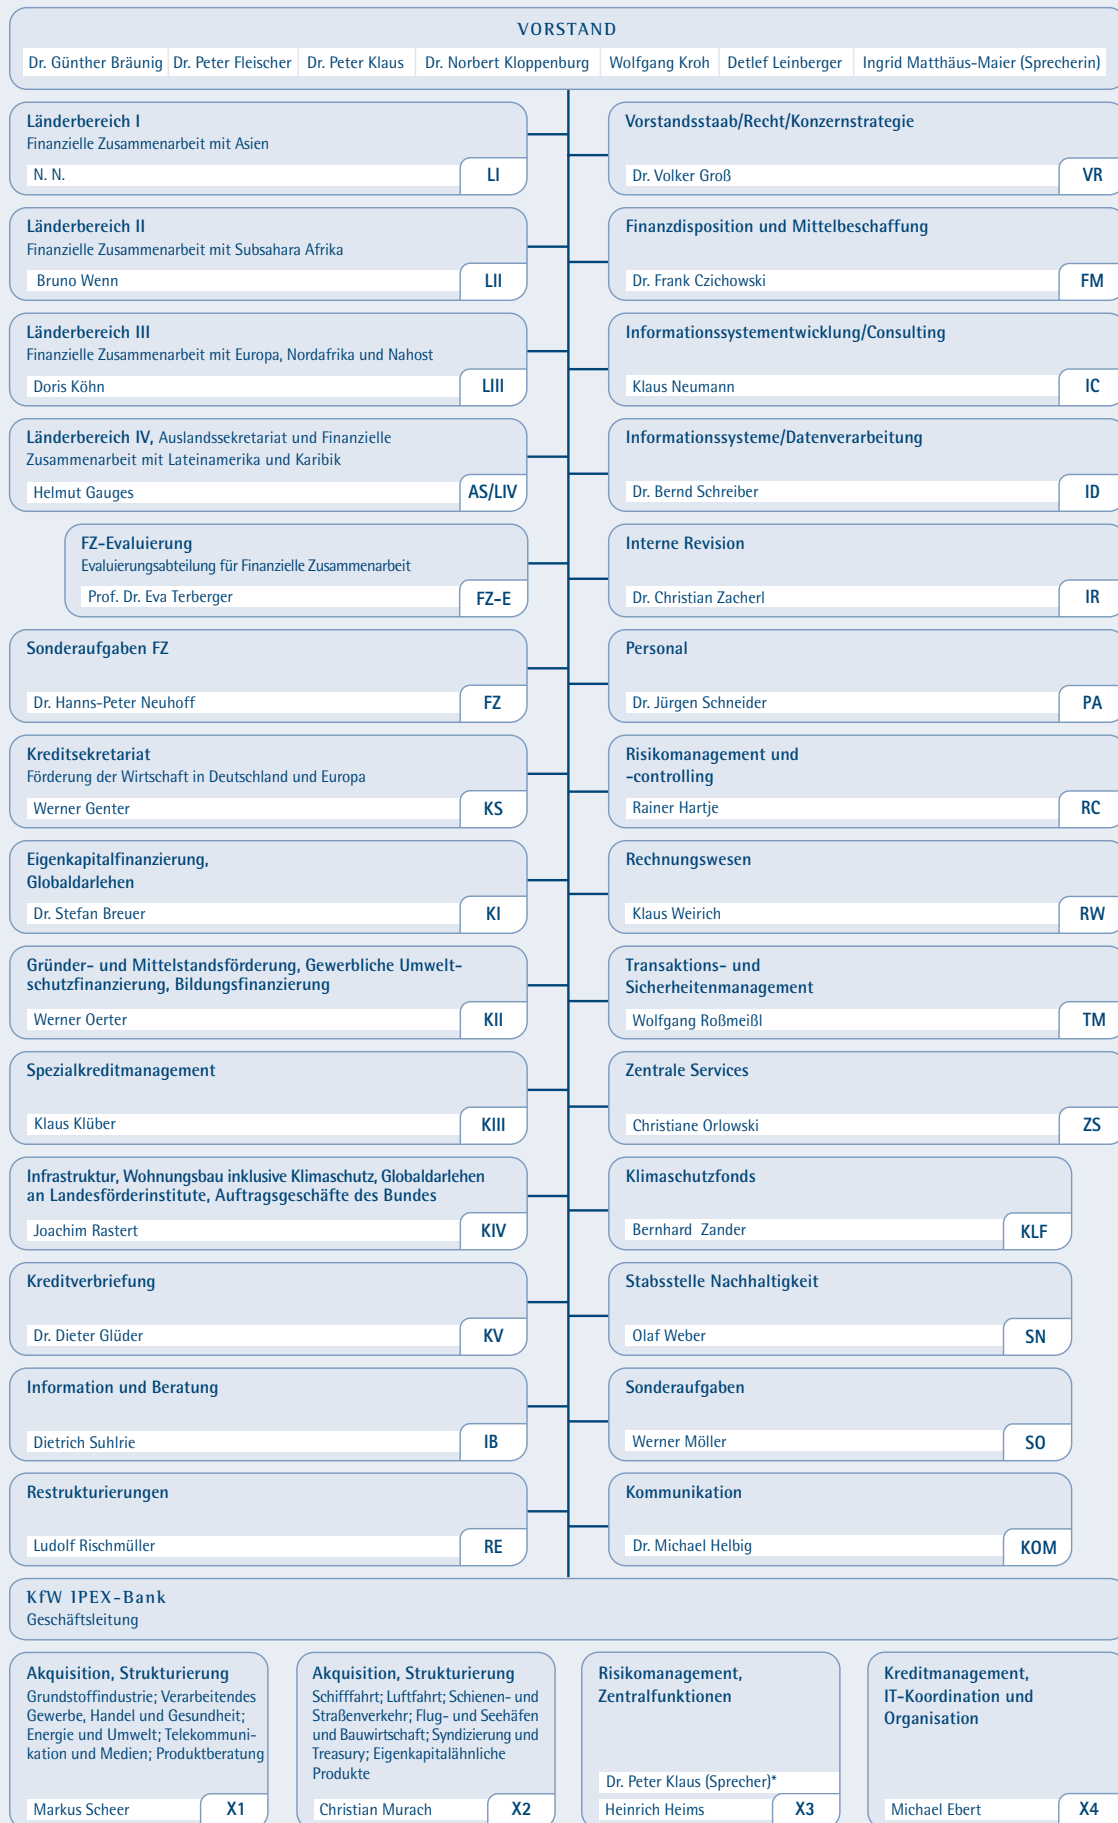 VORSTAND
Dr. Günther Bräunig Dr. Peter Fleischer Dr. Peter Klaus Dr. Norbert Kloppenburg Wolfgang Kroh Detlef Leinberger Ingrid Matthäus-Maier (Sprecherin)
Länderbereich I
Finanzielle Zusammenarbeit mit Asien
N. N.
LI
Länderbereich II
Finanzielle Zusammenarbeit mit Subsahara Afrika
Bruno Wenn
LII
Länderbereich III
Finanzielle Zusammenarbeit mit Europa, Nordafrika und Nahost
Doris Köhn
LIII
Länderbereich IV, Auslandssekretariat und Finanzielle
Zusammenarbeit mit Lateinamerika und Karibik
Helmut Gauges
AS/LIV
FZ-Evaluierung
Evaluierungsabteilung für Finanzielle Zusammenarbeit
Prof. Dr. Eva Terberger
FZ-E
Sonderaufgaben FZ
Dr. Hanns-Peter Neuhoff
FZ
Kreditsekretariat
Förderung der Wirtschaft in Deutschland und Europa
Werner Genter
KS
Eigenkapitalfinanzierung,
Globaldarlehen
Dr. Stefan Breuer
KI
Gründer- und Mittelstandsförderung, Gewerbliche Umwelt-
schutzfinanzierung, Bildungsfinanzierung
Werner Oerter
KII
Spezialkreditmanagement
Klaus Klüber
KIII
Infrastruktur, Wohnungsbau inklusive Klimaschutz, Globaldarlehen
an Landesförderinstitute, Auftragsgeschäfte des Bundes
Joachim Rastert
KIV
Kreditverbriefung
Dr. Dieter Glüder
KV
Information und Beratung
Dietrich Suhlrie
IB
Restrukturierungen
Ludolf Rischmüller
RE
Vorstandsstaab/Recht/Konzernstrategie
Dr. Volker Groß
VR
Finanzdisposition und Mittelbeschaffung
Dr. Frank Czichowski
FM
Informationssystementwicklung/Consulting
Klaus Neumann
IC
Informationssysteme/Datenverarbeitung
Dr. Bernd Schreiber
ID
Interne Revision
Dr. Christian Zacherl
IR
Personal
Dr. Jürgen Schneider
PA
Risikomanagement und
-controlling
Rainer Hartje
RC
Rechnungswesen
Klaus Weirich
RW
Transaktions- und
Sicherheitenmanagement
Wolfgang Roßmeißl
TM
Zentrale Services
Christiane Orlowski
ZS
Klimaschutzfonds
Bernhard Zander
KLF
Stabsstelle Nachhaltigkeit
Olaf Weber
SN
Sonderaufgaben
Werner Möller
SO
Kommunikation
Dr. Michael Helbig
KOM
KfW IPEX-Bank
Geschäftsleitung
Akquisition, Strukturierung
Grundstoffindustrie; Verarbeitendes
Gewerbe, Handel und Gesundheit;
Energie und Umwelt; Telekommuni-
kation und Medien; Produktberatung
Markus Scheer
X1
Akquisition, Strukturierung
Schifffahrt; Luftfahrt; Schienen- und
Straßenverkehr; Flug- und Seehäfen
und Bauwirtschaft; Syndizierung und
Treasury; Eigenkapitalähnliche
Produkte
Christian Murach
X2
Risikomanagement,
Zentralfunktionen
Dr. Peter Klaus (Sprecher)*
Heinrich Heims
X3
Kreditmanagement,
IT-Koordination und
Organisation
Michael Ebert
X4